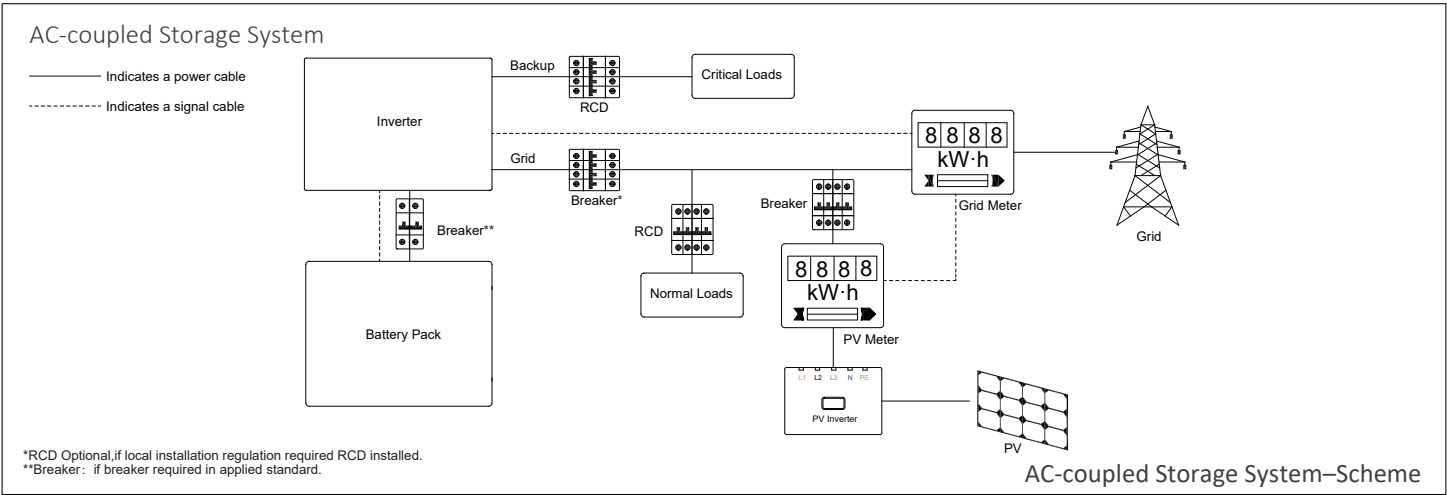 AC-coupled Storage System
Indicates a power cable
Indicates a signal cable
Inverter
Backup
RCD
Critical Loads
Grid
Breaker*
8888
kW·h
Grid Meter
Grid
Breaker**
RCD
Breaker
Normal Loads
8888
kW·h
PV Meter
Battery Pack
L1 L2 L3 N PE
PV Inverter
PV
*RCD Optional,if local installation regulation required RCD installed.
**Breaker: if breaker required in applied standard.
AC-coupled Storage System–Scheme